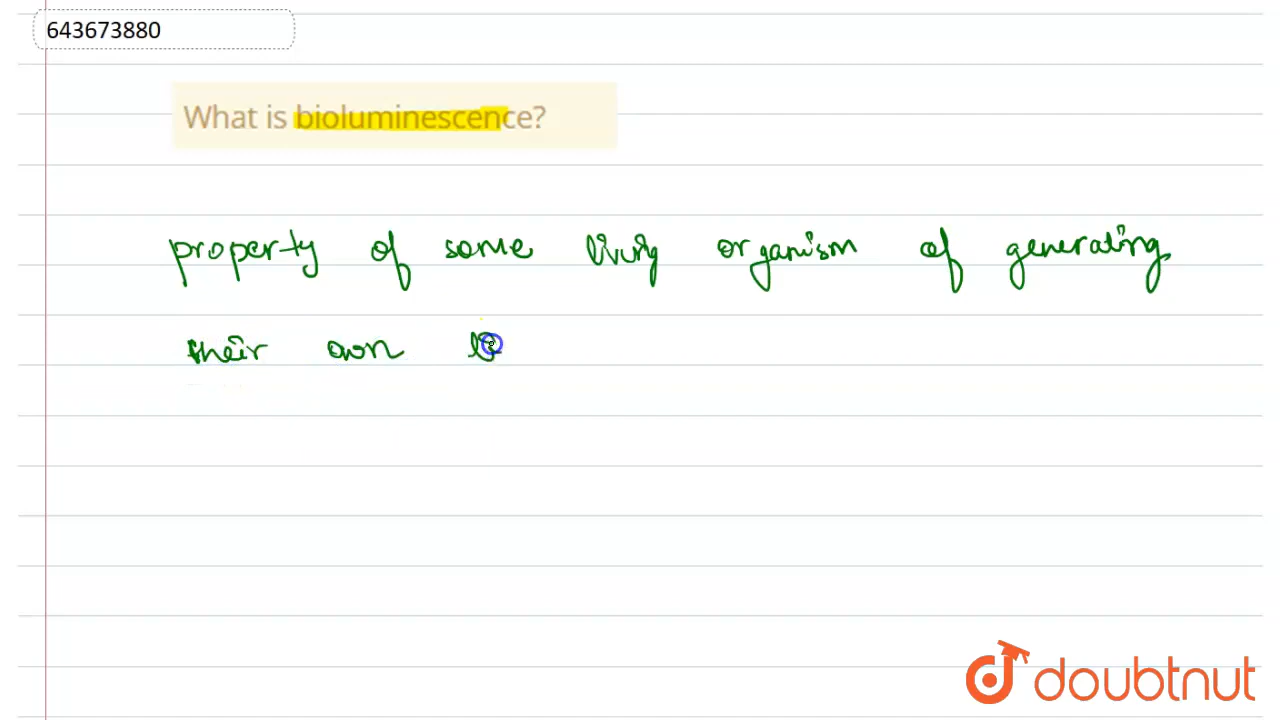 643673880
What is bioluminescence?
property of some living organism of generating
their own
doubtnut